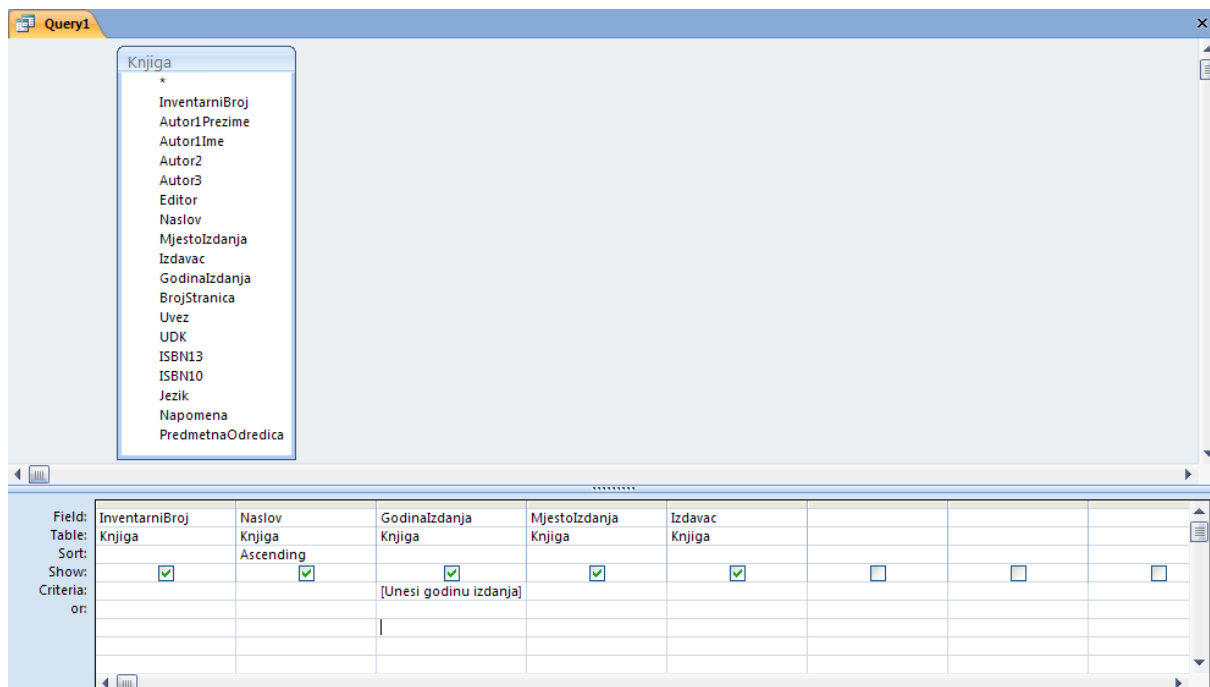 Query1
Knjiga
*
InventarniBroj
Autor1Prezime
Autor1Ime
Autor2
Autor3
Editor
Naslov
MjestoIzdanja
Izdavac
GodinaIzdanja
BrojStranica
Uvez
UDK
ISBN13
ISBN10
Jezik
Napomena
PredmetnaOdredica
Field: InventarniBroj Naslov GodinaIzdanja MjestoIzdanja Izdavac
Table: Knjiga Knjiga Knjiga Knjiga Knjiga
Sort: Ascending
Show:
Criteria: [Unesi godinu izdanja]
or: